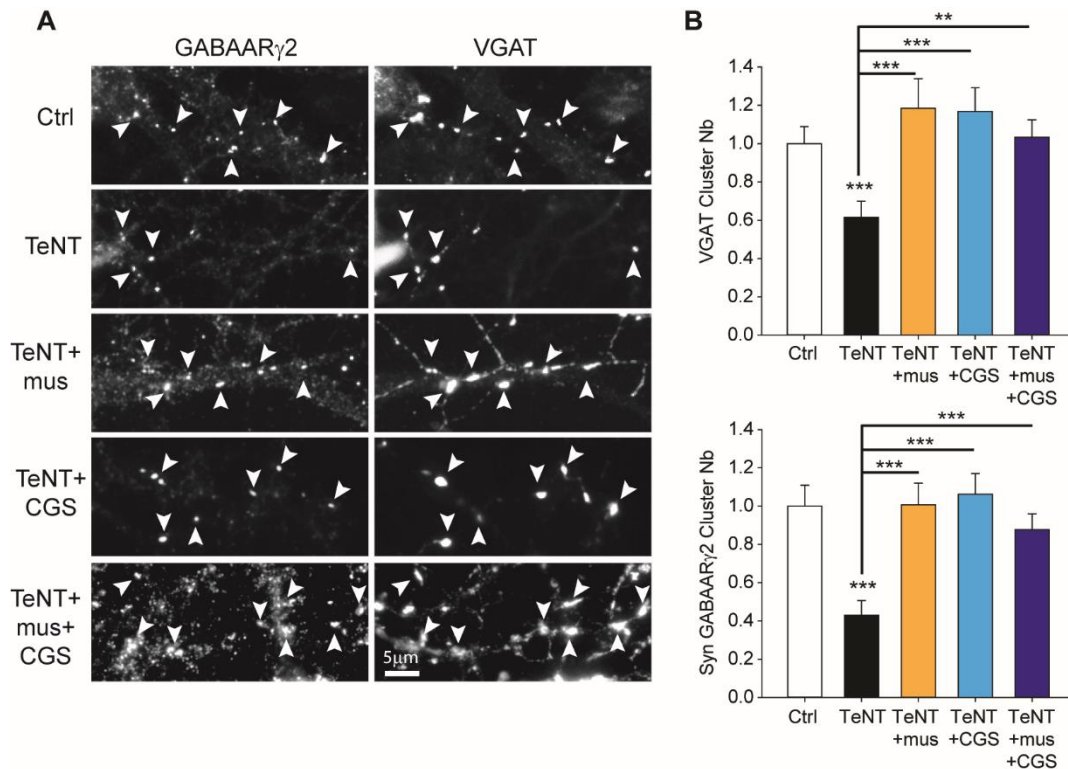 A
GABAARγ2
VGAT
Ctrl
TeNT
TeNT+
mus
TeNT+
CGS
TeNT+
mus+
CGS
5μm
B
**
***
***
***
VGAT Cluster Nb
1.4
1.2
1.0
0.8
0.6
0.4
0.2
0.0
Ctrl
TeNT
TeNT
+mus
TeNT
+CGS
TeNT
+mus
+CGS
***
***
***
***
Syn GABAARγ2 Cluster Nb
1.4
1.2
1.0
0.8
0.6
0.4
0.2
0.0
Ctrl
TeNT
TeNT
+mus
TeNT
+CGS
TeNT
+mus
+CGS